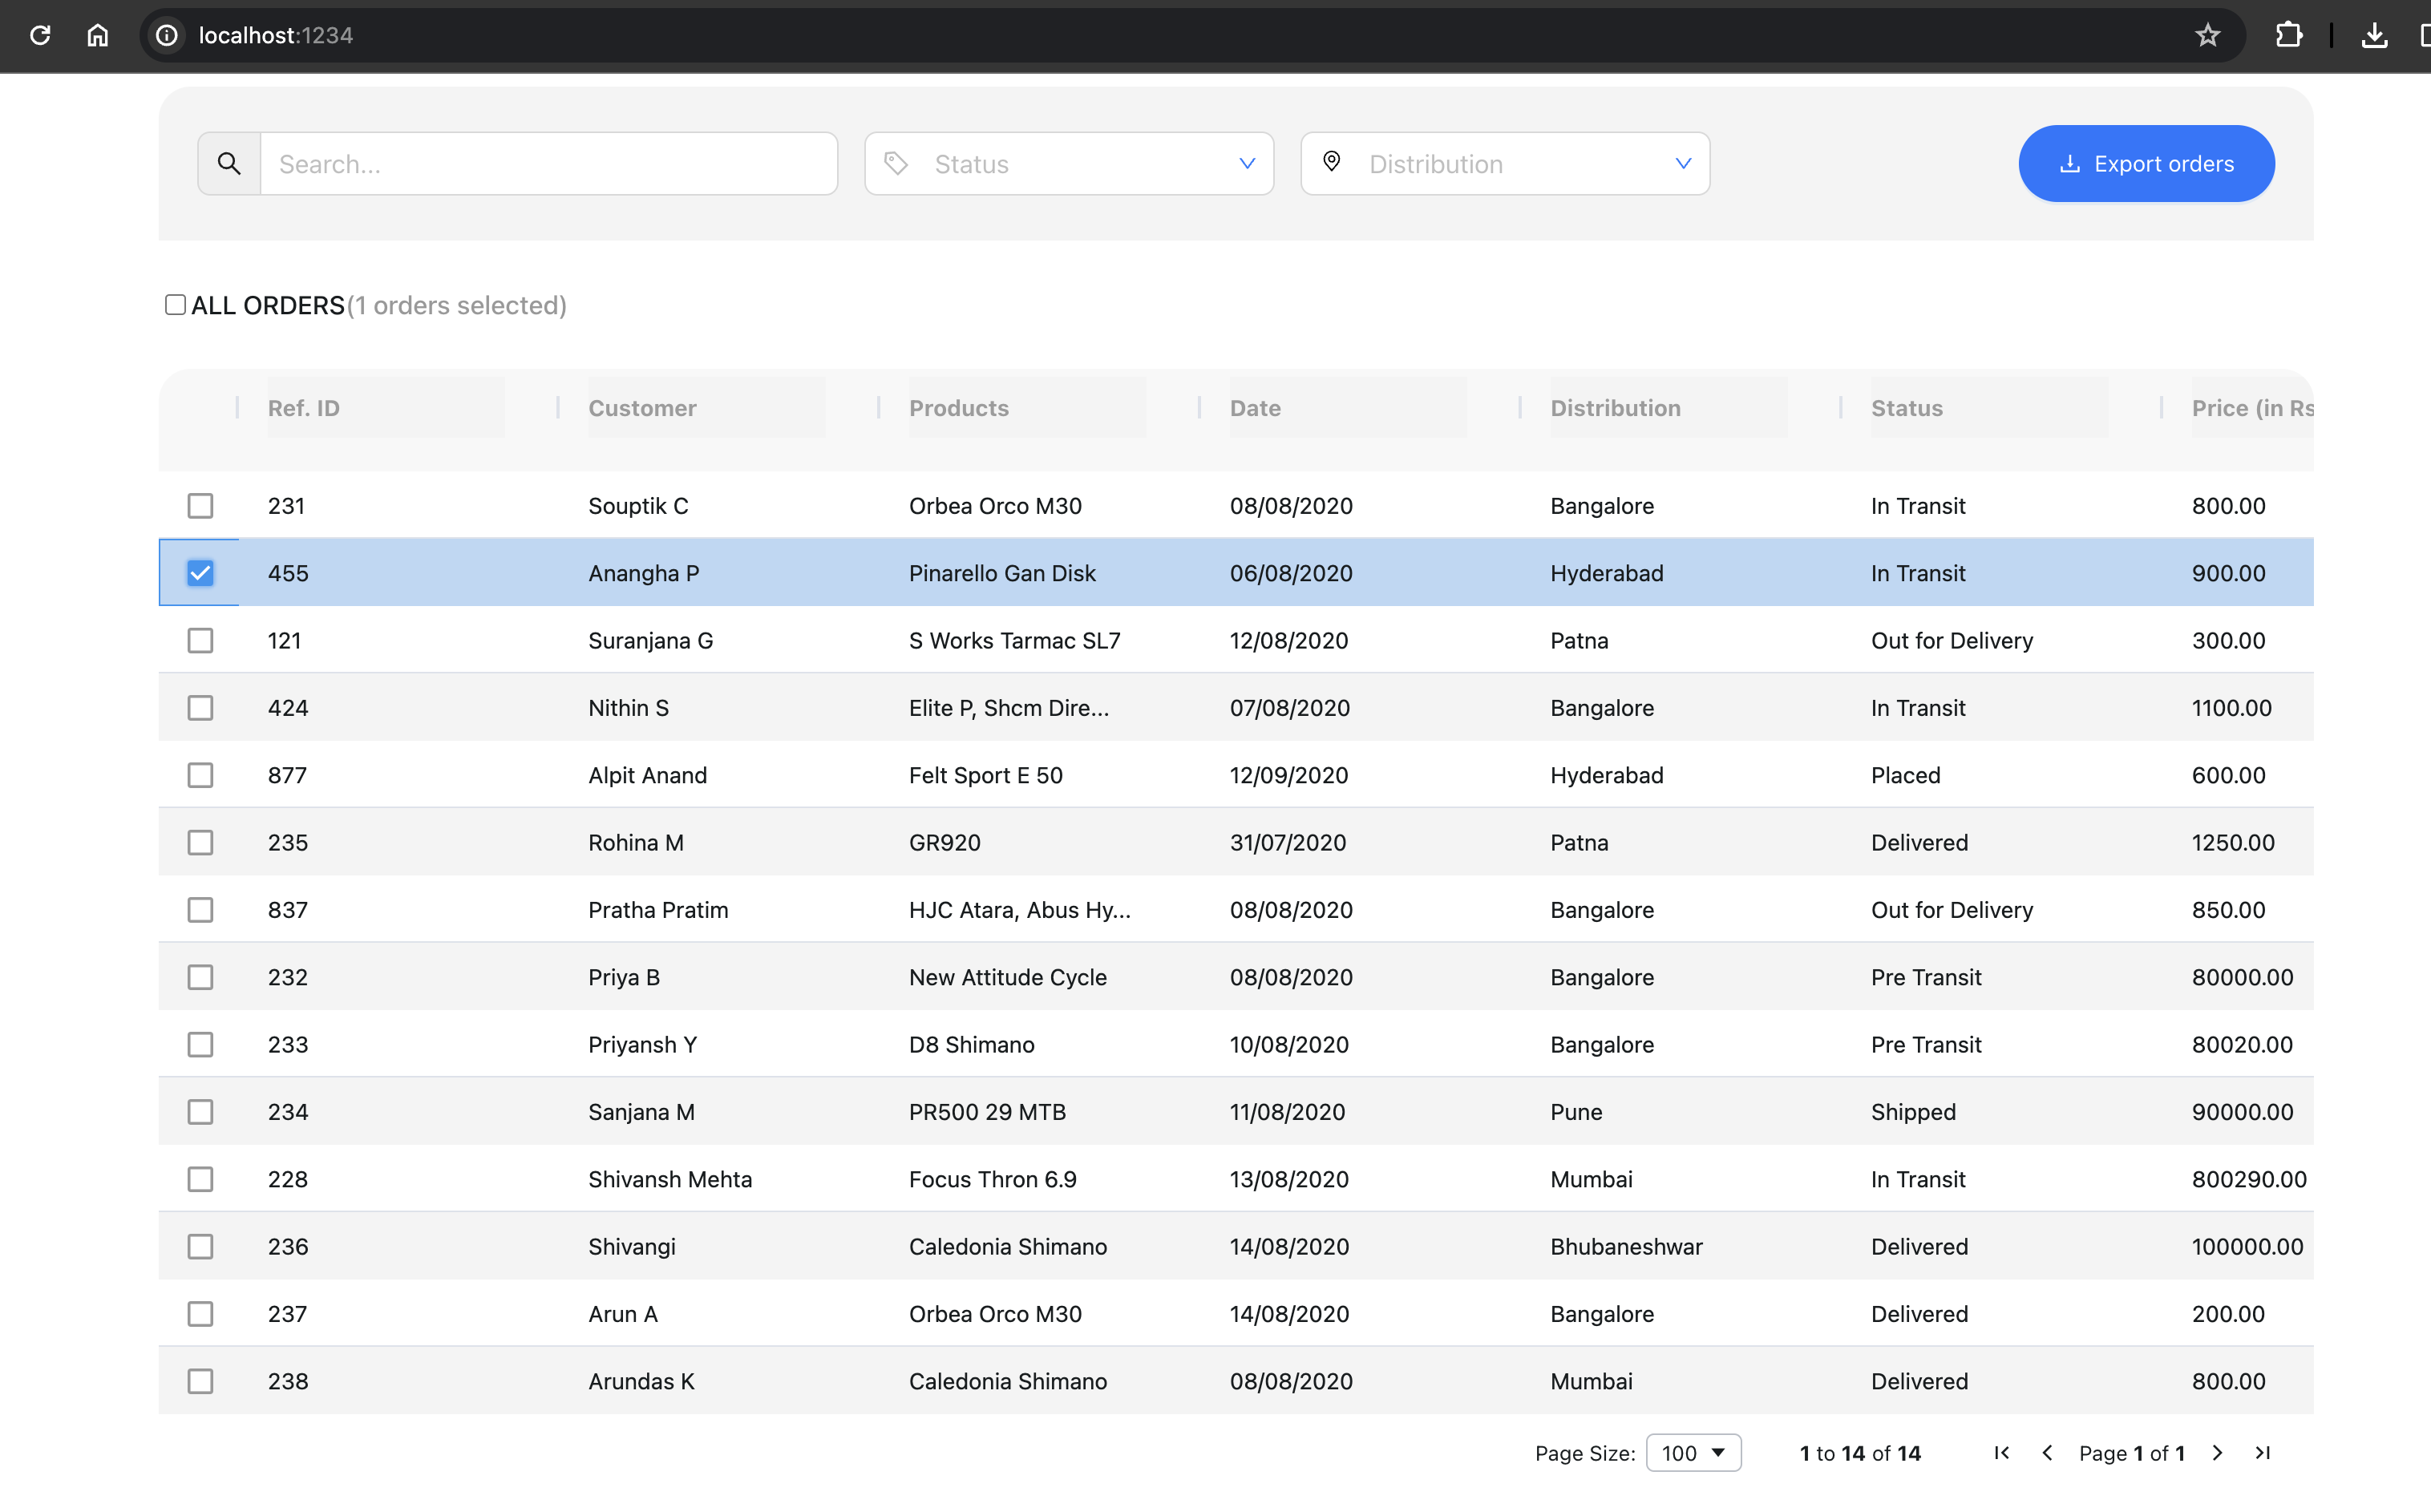 localhost:1234
Search... Status Distribution Export orders
ALL ORDERS(1 orders selected)
Ref. ID Customer Products Date Distribution Status Price (in Rs
231 Souptik C Orbea Orco M30 08/08/2020 Bangalore In Transit 800.00
455 Anangha P Pinarello Gan Disk 06/08/2020 Hyderabad In Transit 900.00
121 Suranjana G S Works Tarmac SL7 12/08/2020 Patna Out for Delivery 300.00
424 Nithin S Elite P, Shcm Dire... 07/08/2020 Bangalore In Transit 1100.00
877 Alpit Anand Felt Sport E 50 12/09/2020 Hyderabad Placed 600.00
235 Rohina M GR920 31/07/2020 Patna Delivered 1250.00
837 Pratha Pratim HJC Atara, Abus Hy... 08/08/2020 Bangalore Out for Delivery 850.00
232 Priya B New Attitude Cycle 08/08/2020 Bangalore Pre Transit 80000.00
233 Priyansh Y D8 Shimano 10/08/2020 Bangalore Pre Transit 80020.00
234 Sanjana M PR500 29 MTB 11/08/2020 Pune Shipped 90000.00
228 Shivansh Mehta Focus Thron 6.9 13/08/2020 Mumbai In Transit 800290.00
236 Shivangi Caledonia Shimano 14/08/2020 Bhubaneshwar Delivered 100000.00
237 Arun A Orbea Orco M30 14/08/2020 Bangalore Delivered 200.00
238 Arundas K Caledonia Shimano 08/08/2020 Mumbai Delivered 800.00
Page Size: 100 1 to 14 of 14 Page 1 of 1